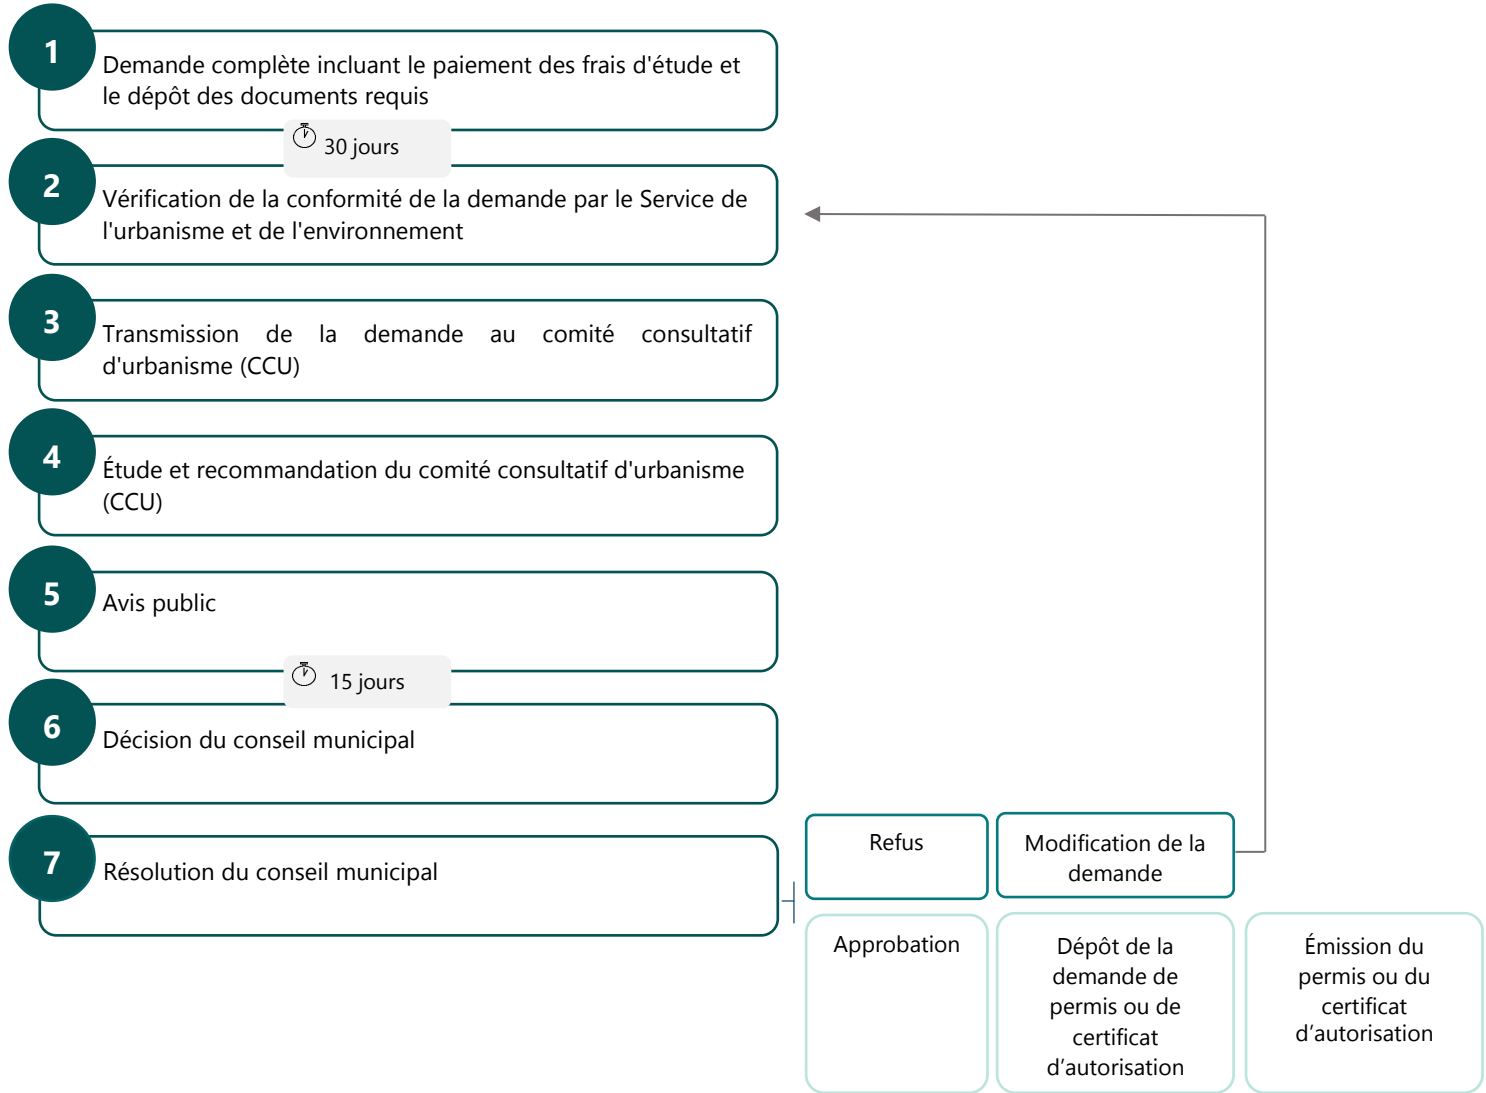 1
Demande complète incluant le paiement des frais d'étude et
le dépôt des documents requis
30 jours
2
Vérification de la conformité de la demande par le Service de
l'urbanisme et de l'environnement
3
Transmission de la demande au comité consultatif
d'urbanisme (CCU)
4
Étude et recommandation du comité consultatif d'urbanisme
(CCU)
5
Avis public
15 jours
6
Décision du conseil municipal
7
Résolution du conseil municipal
Refus
Modification de la
demande
Approbation
Dépôt de la
demande de
permis ou de
certificat
d’autorisation
Émission du
permis ou du
certificat
d’autorisation